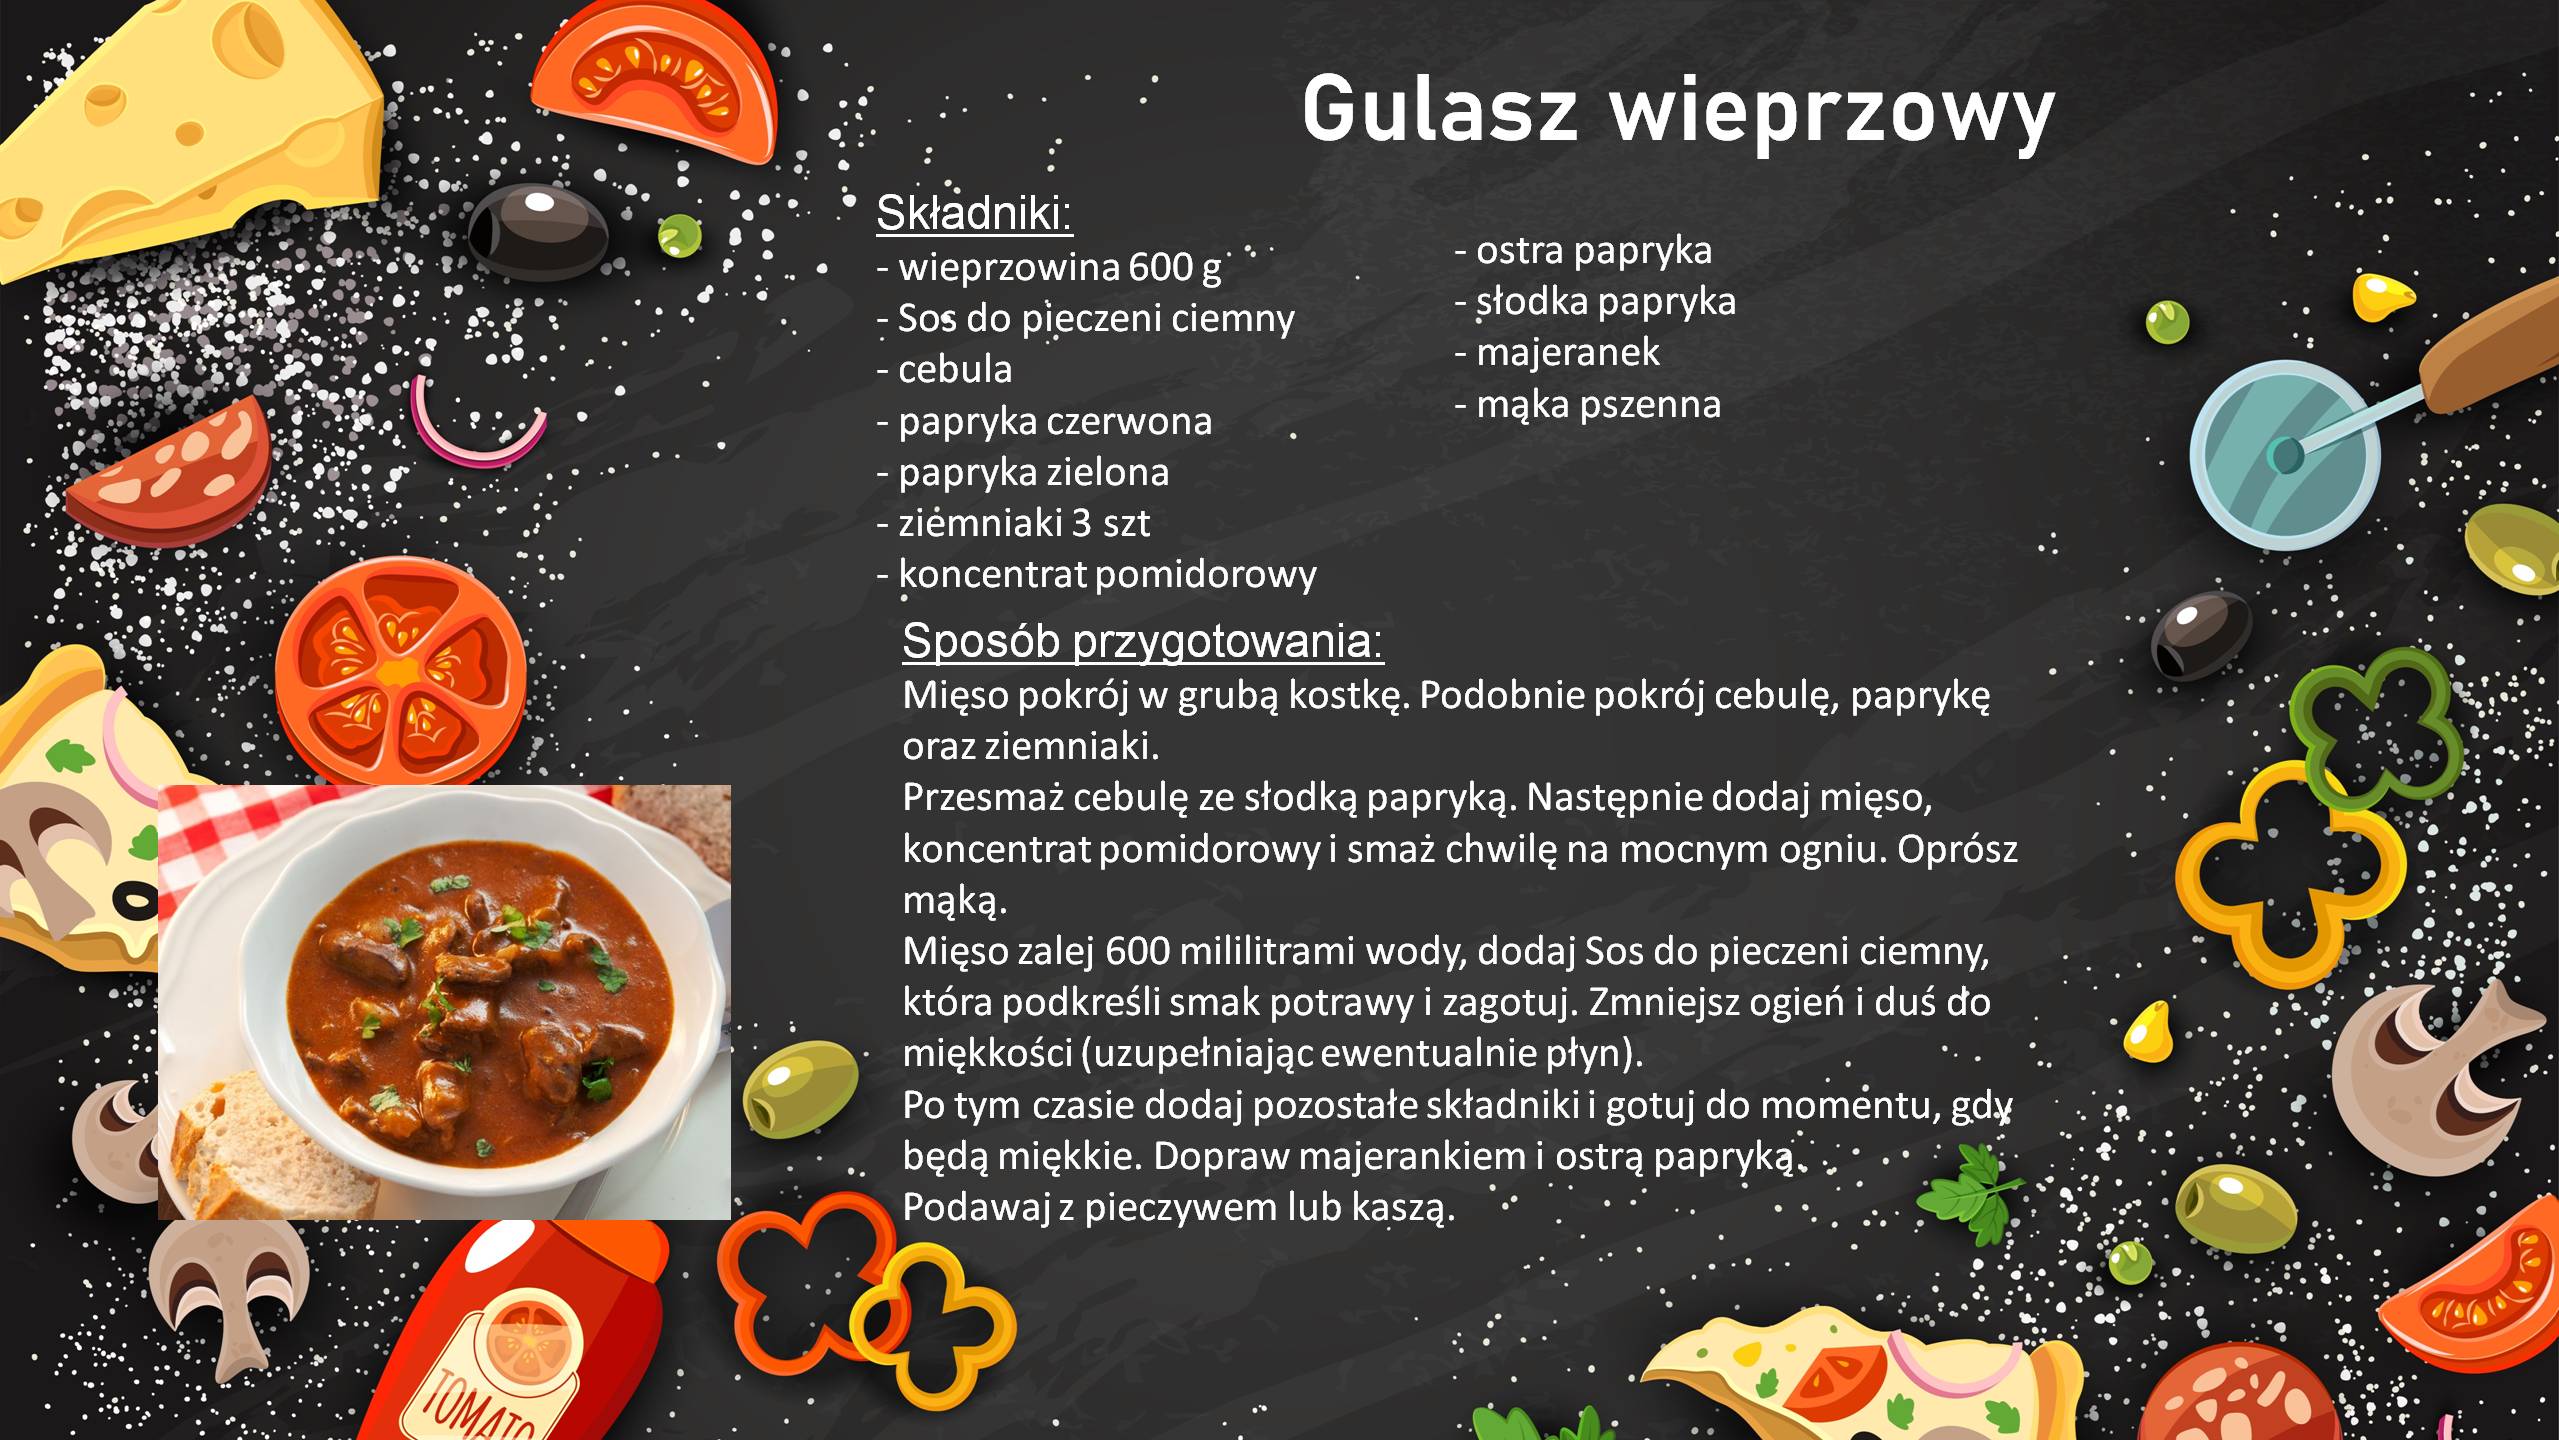 Gulasz wieprzowy
Składniki:
- wieprzowina 600 g
- Sos do pieczeni ciemny
- cebula
- papryka czerwona
- papryka zielona
- ziemniaki 3 szt
- koncentrat pomidorowy
- ostra papryka
- słodka papryka
- majeranek
- mąka pszenna
Sposób przygotowania:
Mięso pokrój w grubą kostkę. Podobnie pokrój cebulę, paprykę
oraz ziemniaki.
Przesmaż cebulę ze słodką papryką. Następnie dodaj mięso,
koncentrat pomidorowy i smaż chwilę na mocnym ogniu. Oprósz
mąką.
Mięso zalej 600 mililitrami wody, dodaj Sos do pieczeni ciemny,
która podkreśli smak potrawy i zagotuj. Zmniejsz ogień i duś do
miękkości (uzupełniając ewentualnie płyn).
Po tym czasie dodaj pozostałe składniki i gotuj do momentu, gdy
będą miękkie. Dopraw majerankiem i ostrą papryką.
Podawaj z pieczywem lub kaszą.
TOMATO